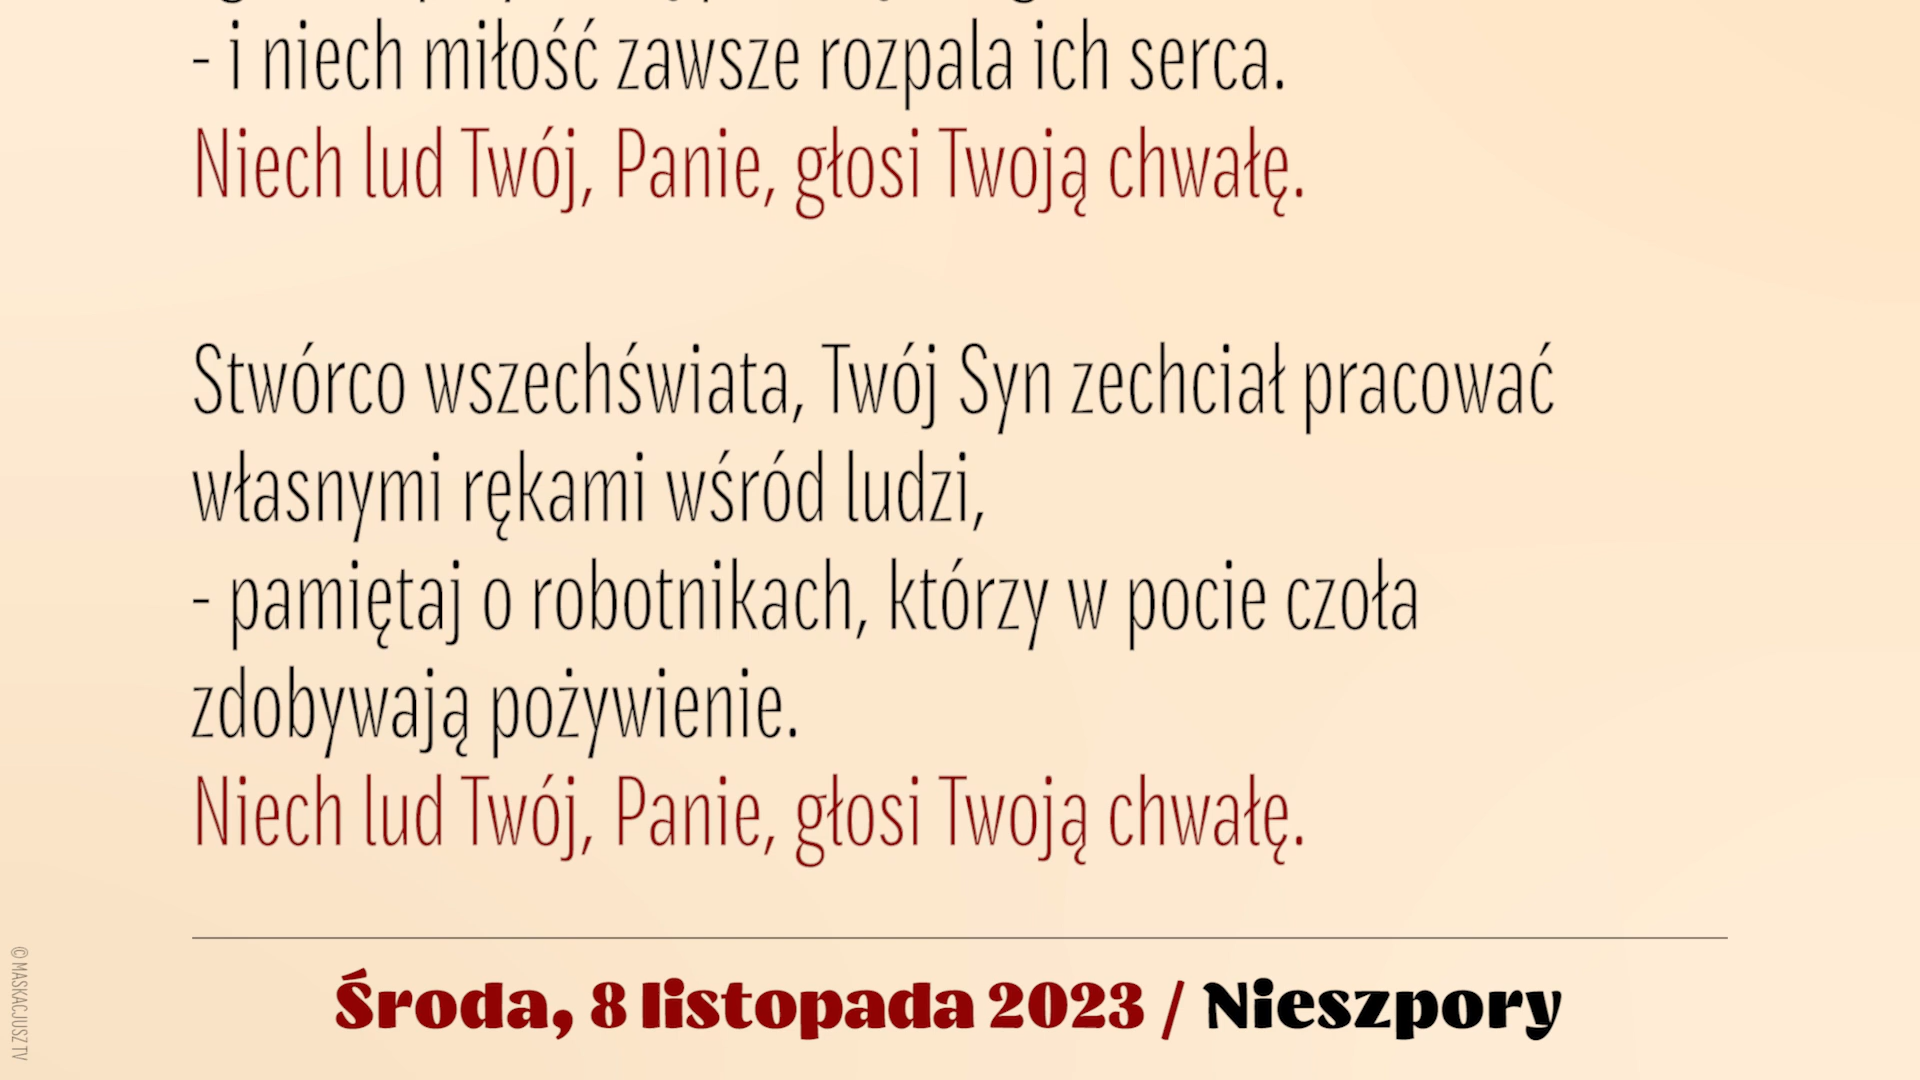 - i niech miłość zawsze rozpala ich serca.
Niech lud Twój, Panie, głosi Twoją chwałę.
Stwórco wszechświata, Twój Syn zechciał pracować
własnymi rękami wśród ludzi,
- pamiętaj o robotnikach, którzy w pocie czoła
zdobywają pożywienie.
Niech lud Twój, Panie, głosi Twoją chwałę.
Środa, 8 listopada 2023 / Nieszpory
© MASKACJUSZ TV